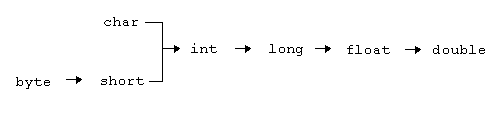 char
int long float double
byte short